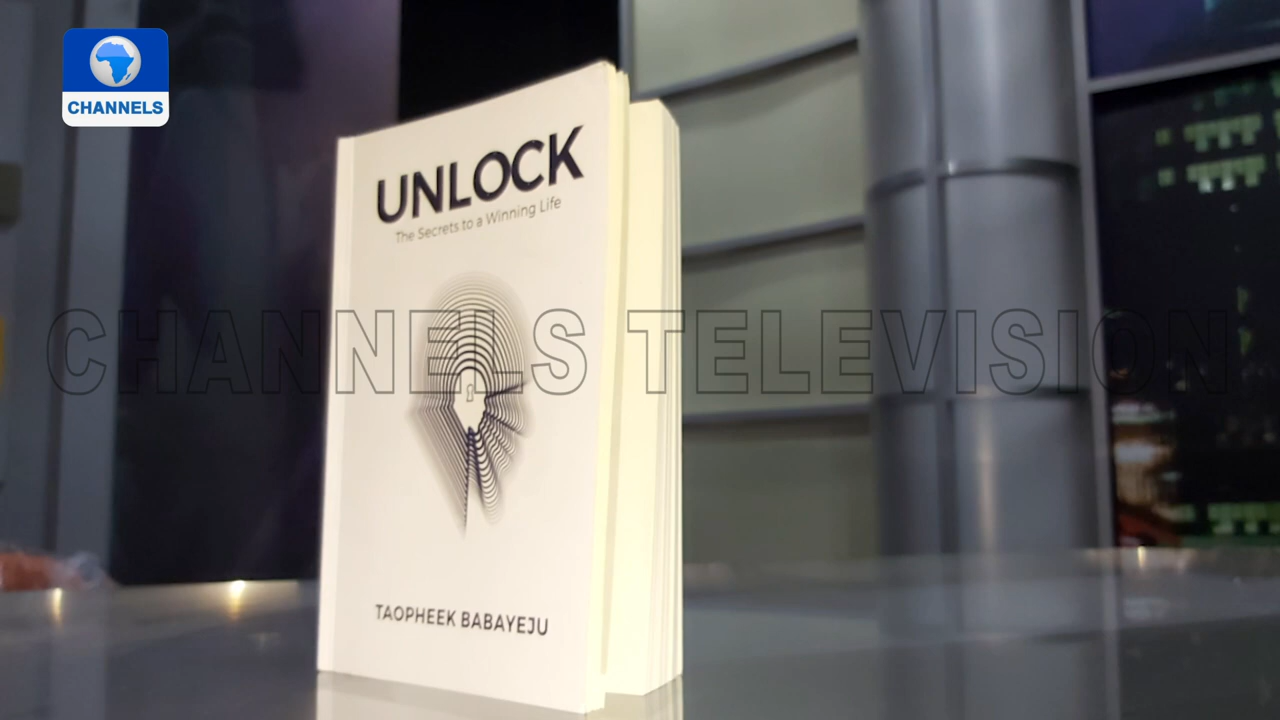 CHANNELS
UNLOCK
The Secrets to a Winning Life
CHANNELS TELEVISION
TAOPHEEK BABAYEJU